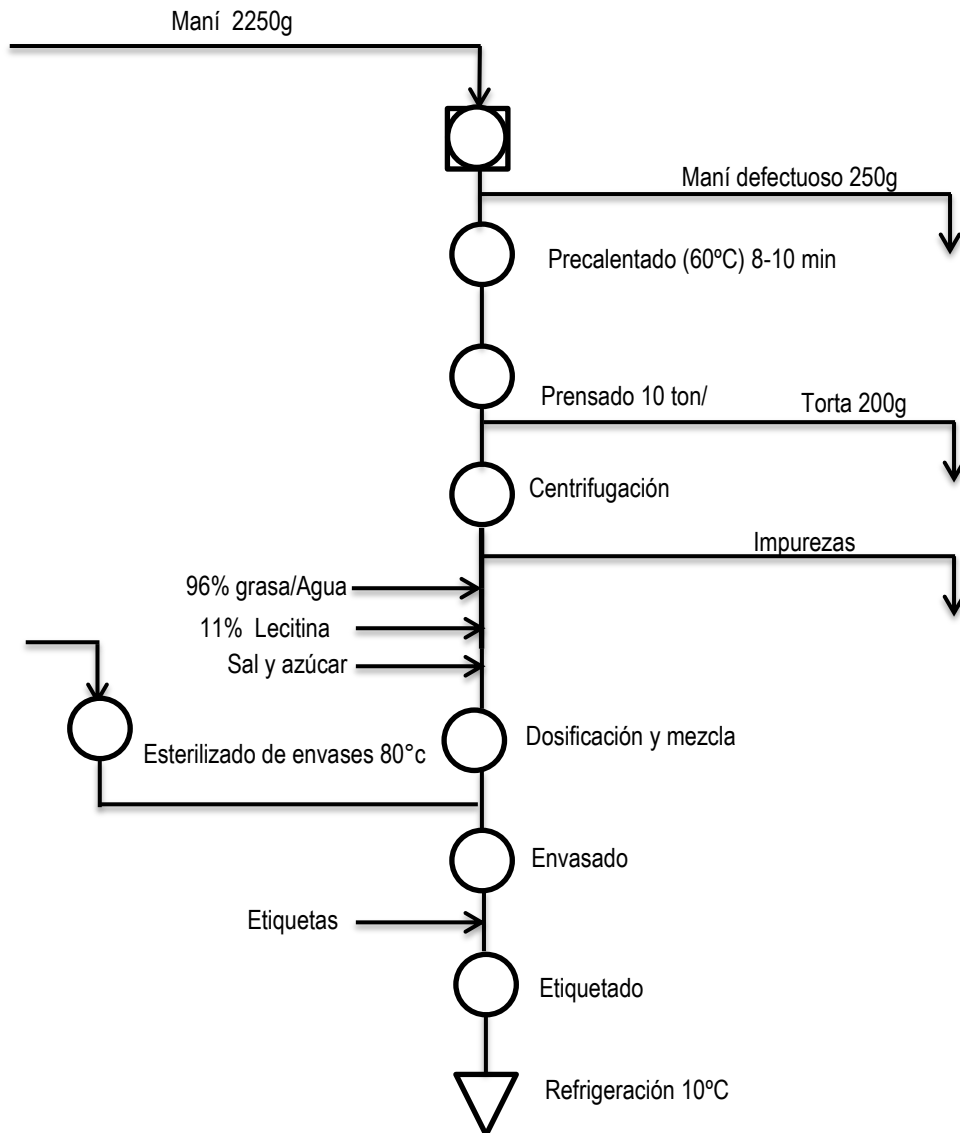 Maní 2250g
Maní defectuoso 250g
Precalentado (60ºC) 8-10 min
Prensado 10 ton/
Torta 200g
Centrifugación
Impurezas
96% grasa/Agua
11% Lecitina
Sal y azúcar
Dosificación y mezcla
Esterilizado de envases 80°c
Envasado
Etiquetas
Etiquetado
Refrigeración 10ºC